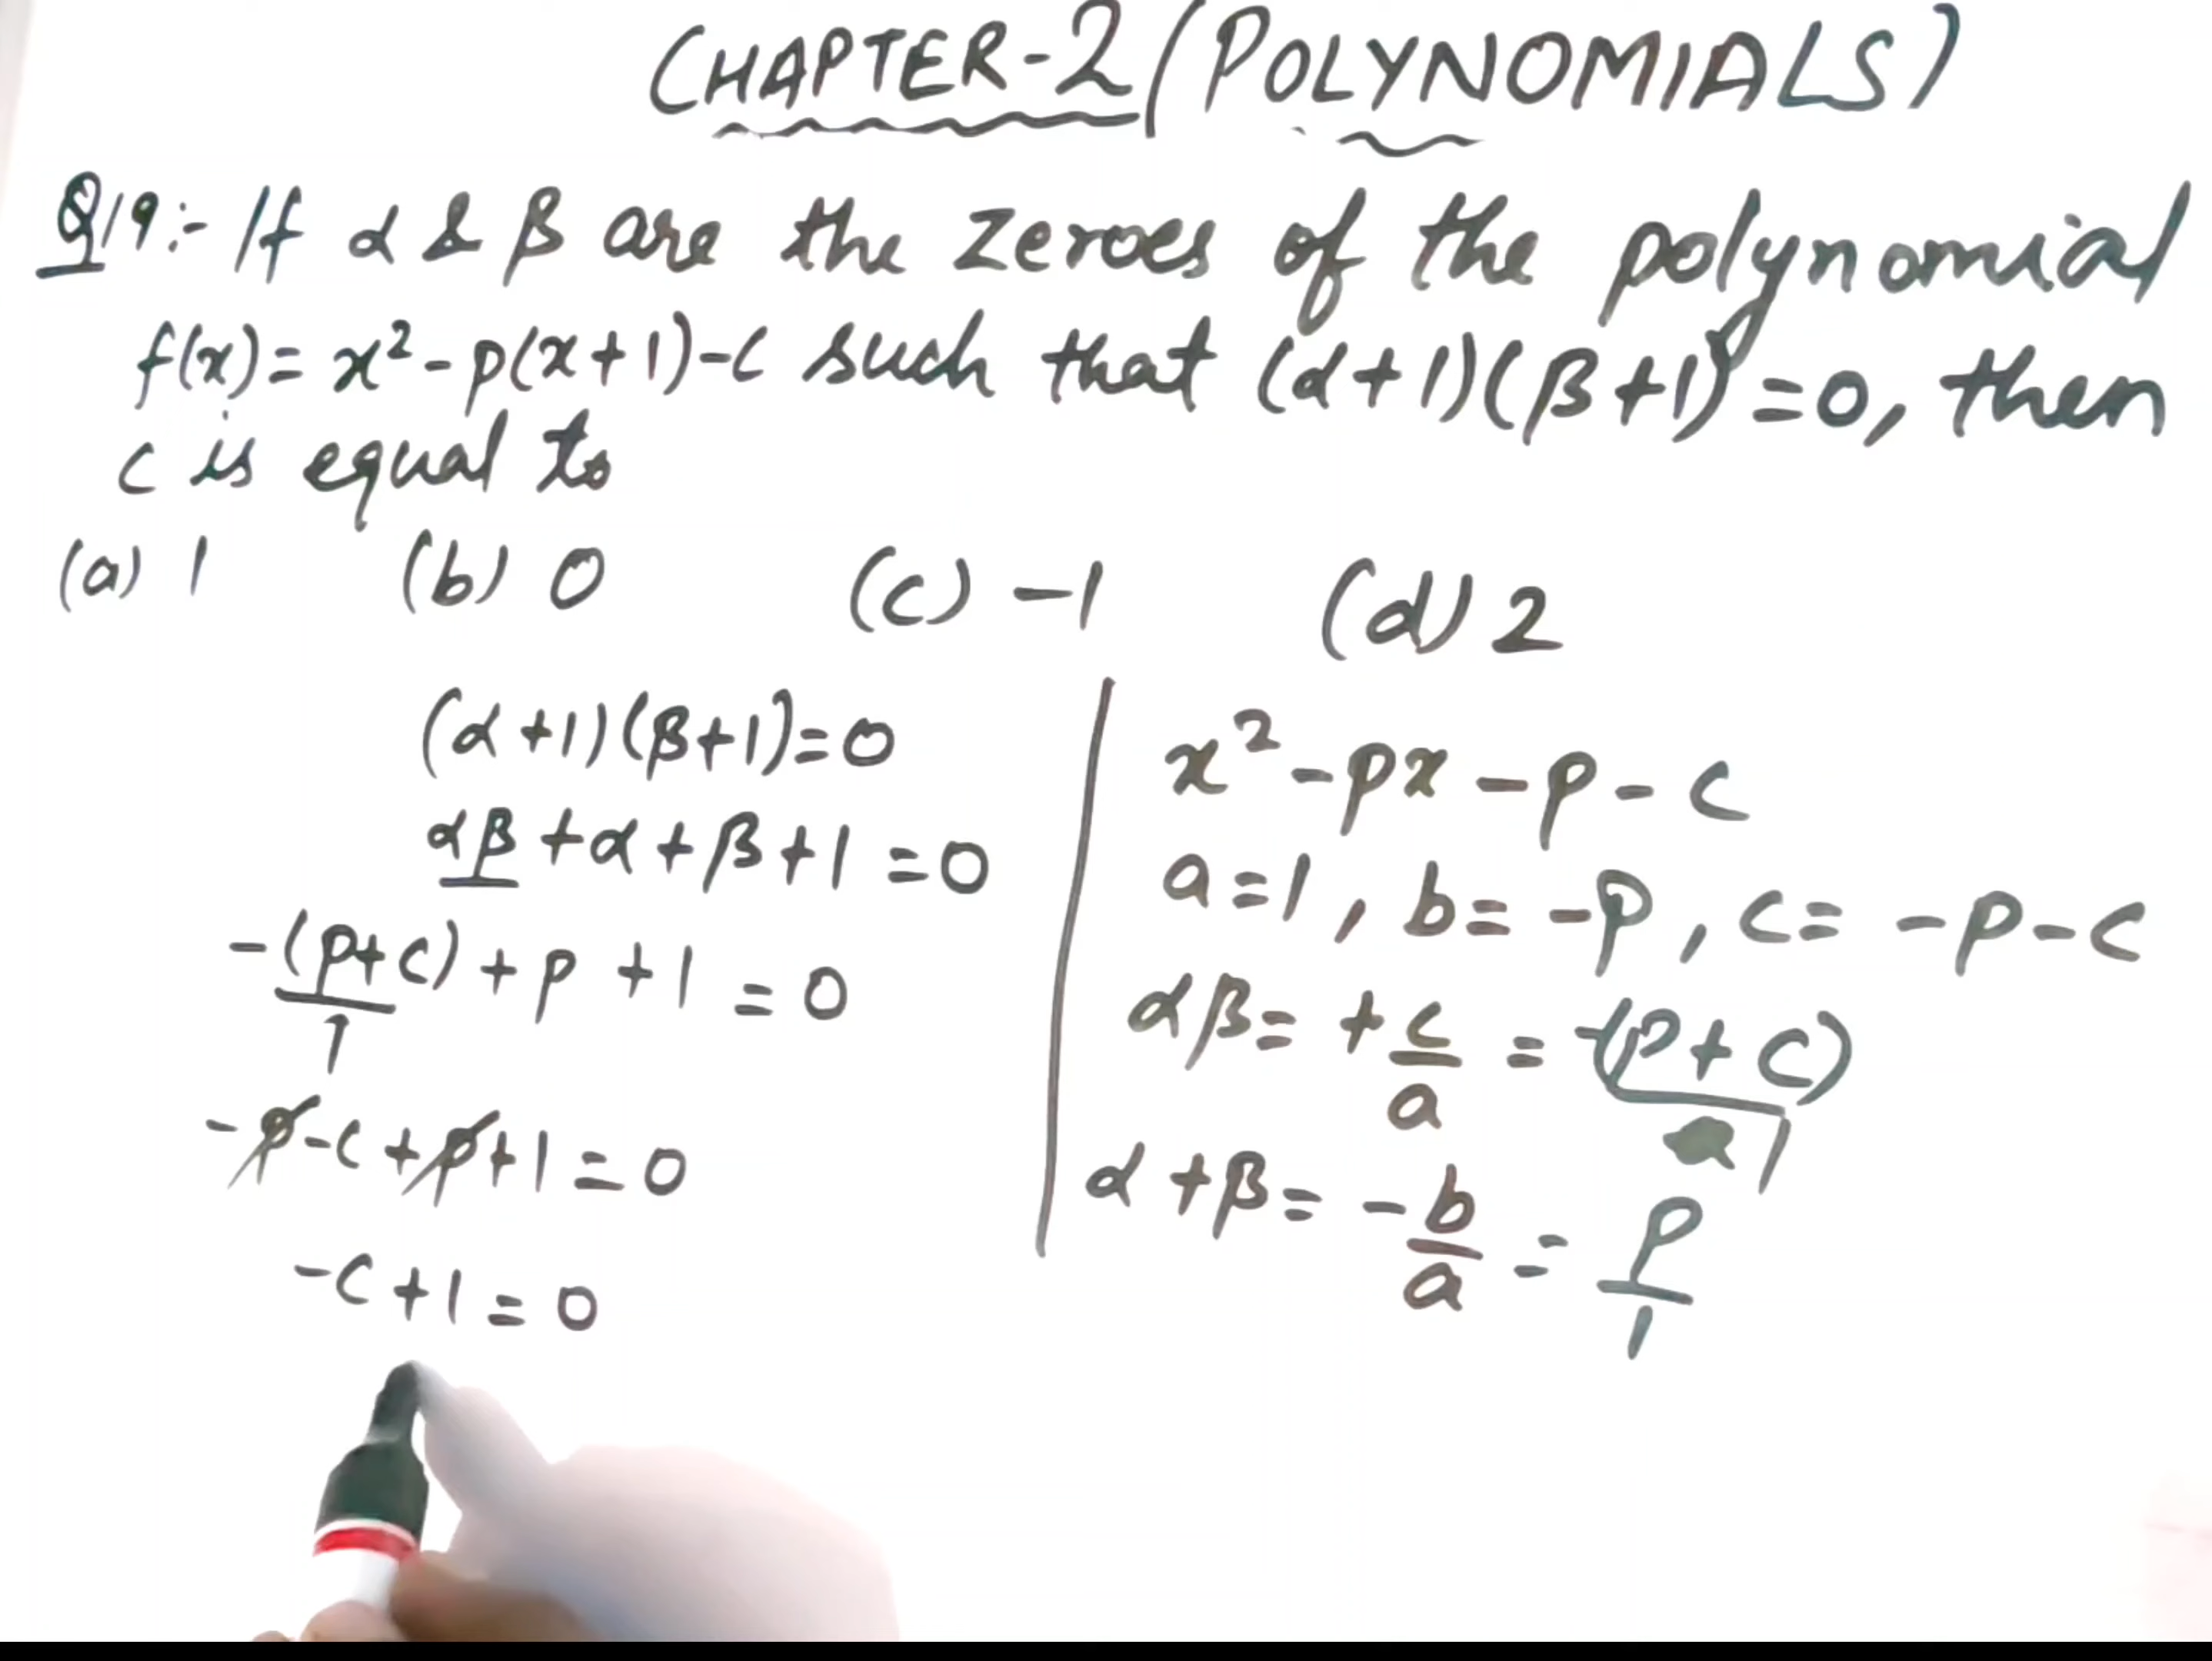 CHAPTER-2 (POLYNOMIALS)
Q19:- If α & β are the zeroes of the polynomial
f(x) = x² - p(x+1) - c such that (α+1)(β+1) = 0, then
c is equal to
(a) 1 (b) 0 (c) -1 (d) 2
(α+1)(β+1) = 0
αβ + α + β + 1 = 0
-(p+c)/1 + p + 1 = 0
-p - c + p + 1 = 0
-c + 1 = 0
x² - px - p - c
a = 1, b = -p, c = -p - c
αβ = +c/a = -(p+c)/1
α + β = -b/a = p/1